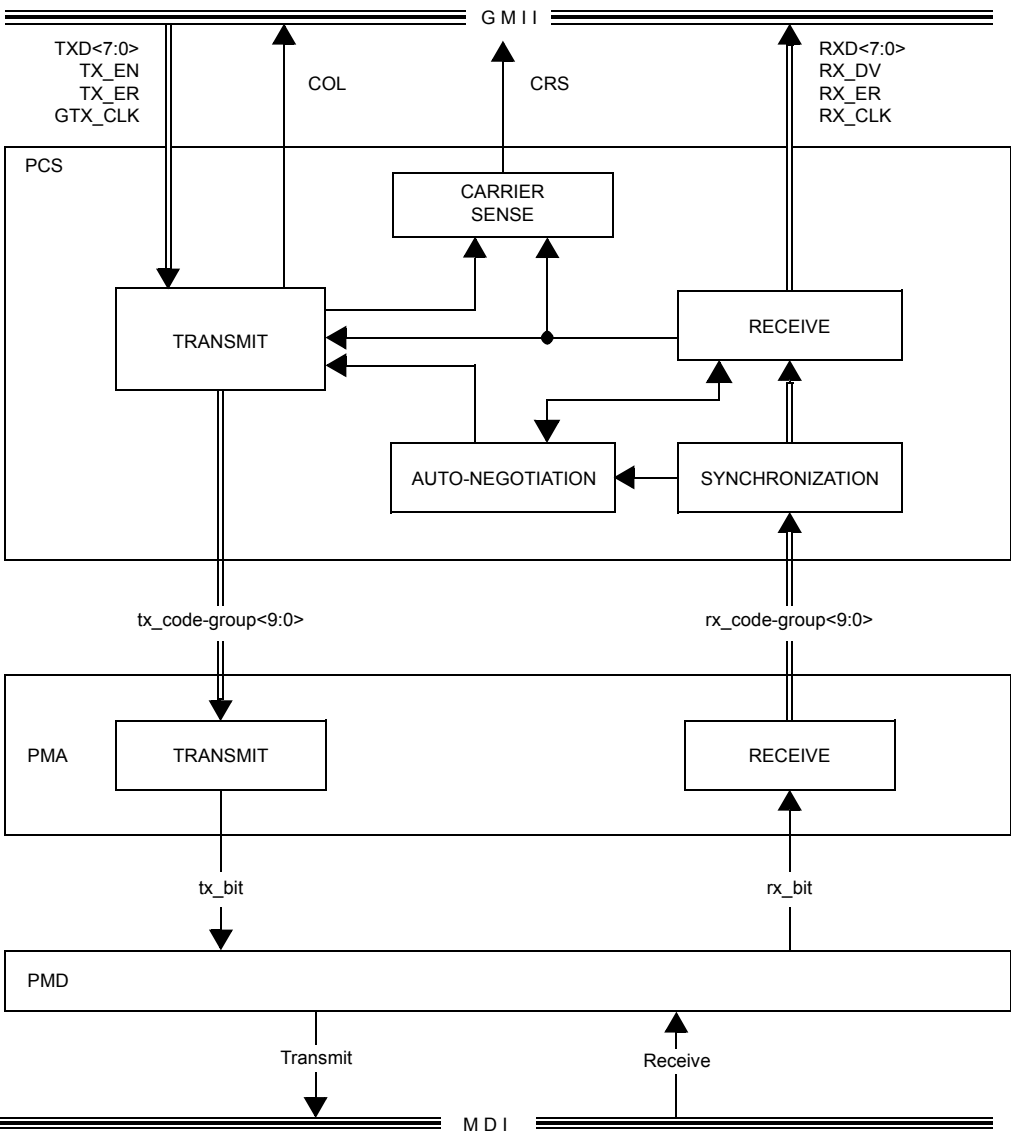 G M I I
TXD<7:0>
TX_EN
TX_ER
GTX_CLK
COL
CRS
RXD<7:0>
RX_DV
RX_ER
RX_CLK
PCS
CARRIER
SENSE
TRANSMIT
RECEIVE
AUTO-NEGOTIATION
SYNCHRONIZATION
tx_code-group<9:0>
rx_code-group<9:0>
PMA
TRANSMIT
RECEIVE
tx_bit
rx_bit
PMD
Transmit
Receive
M D I